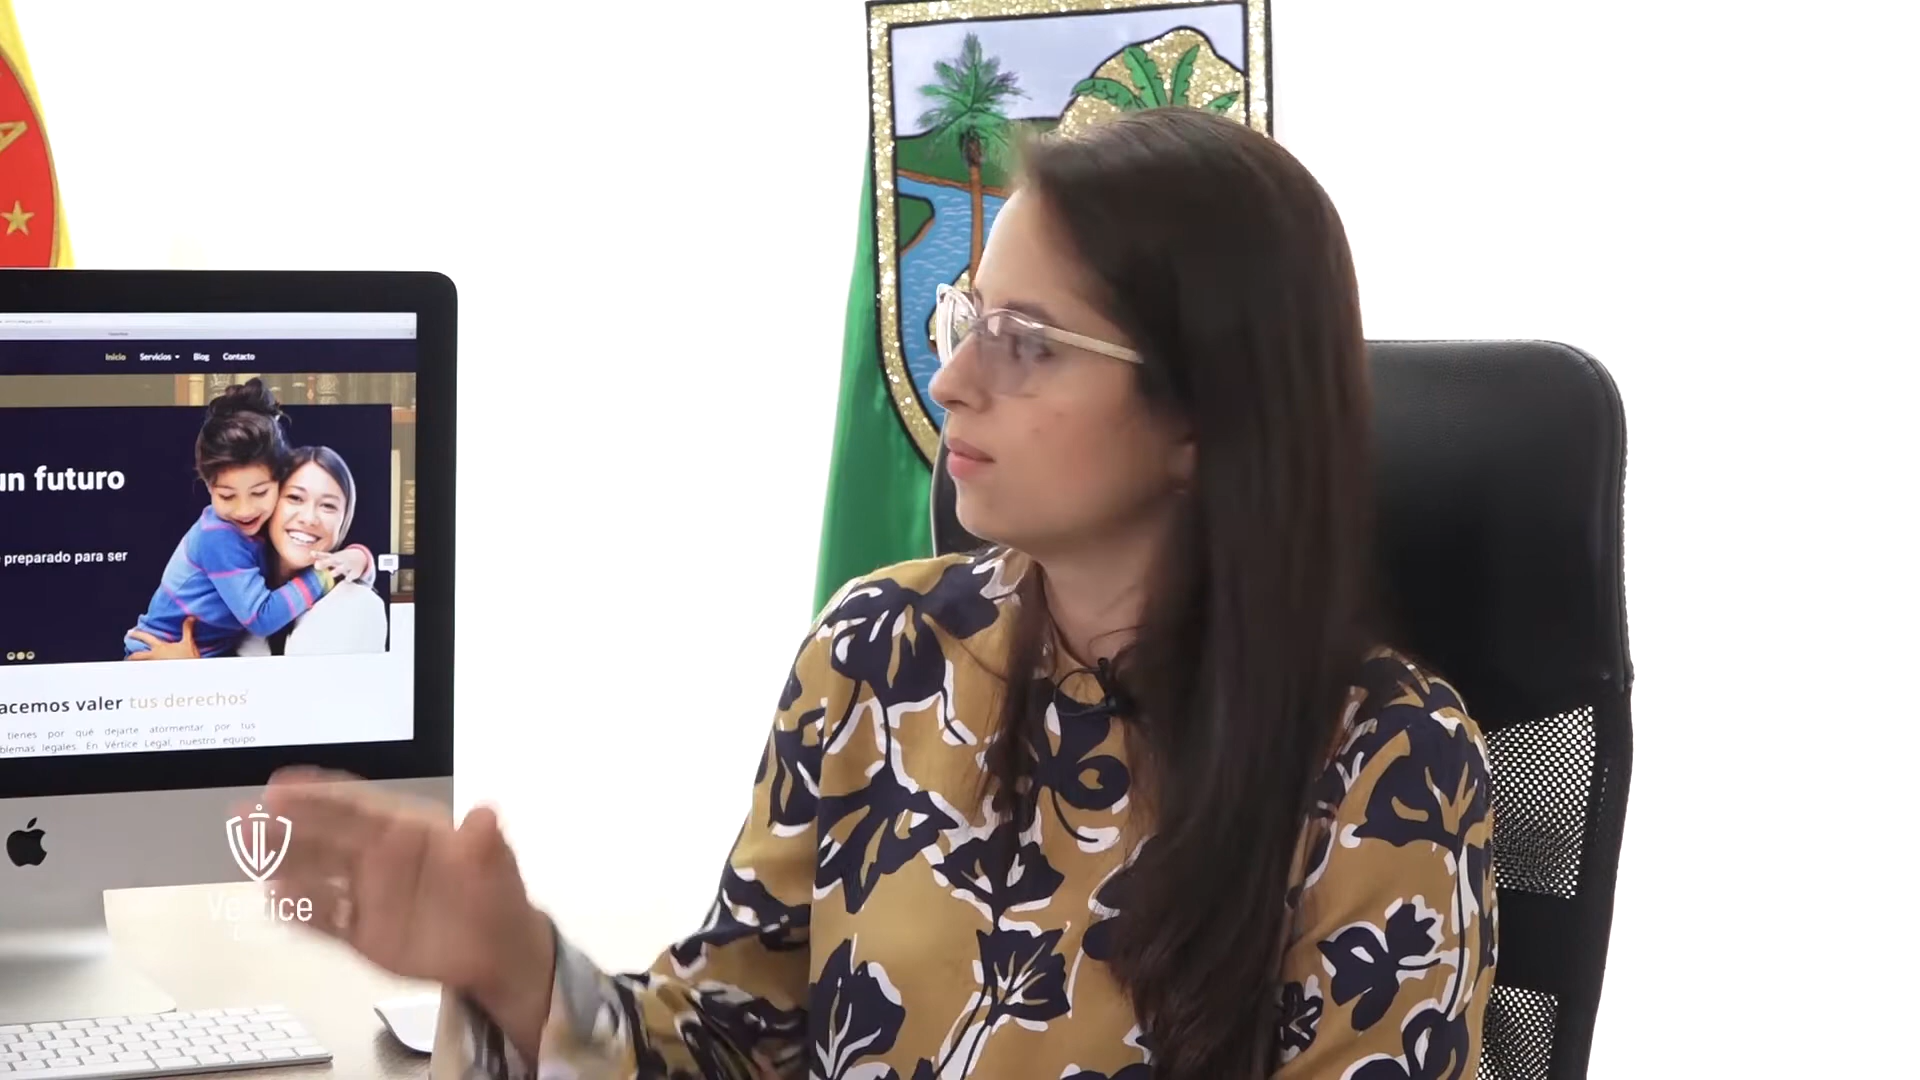 Inicio Servicios Blog Contacto
un futuro
preparado para ser
acemos valer tus derechos
tienes por qué dejarte atormentar por tus
blemas legales. En Vértice Legal, nuestro equipo
Vértice